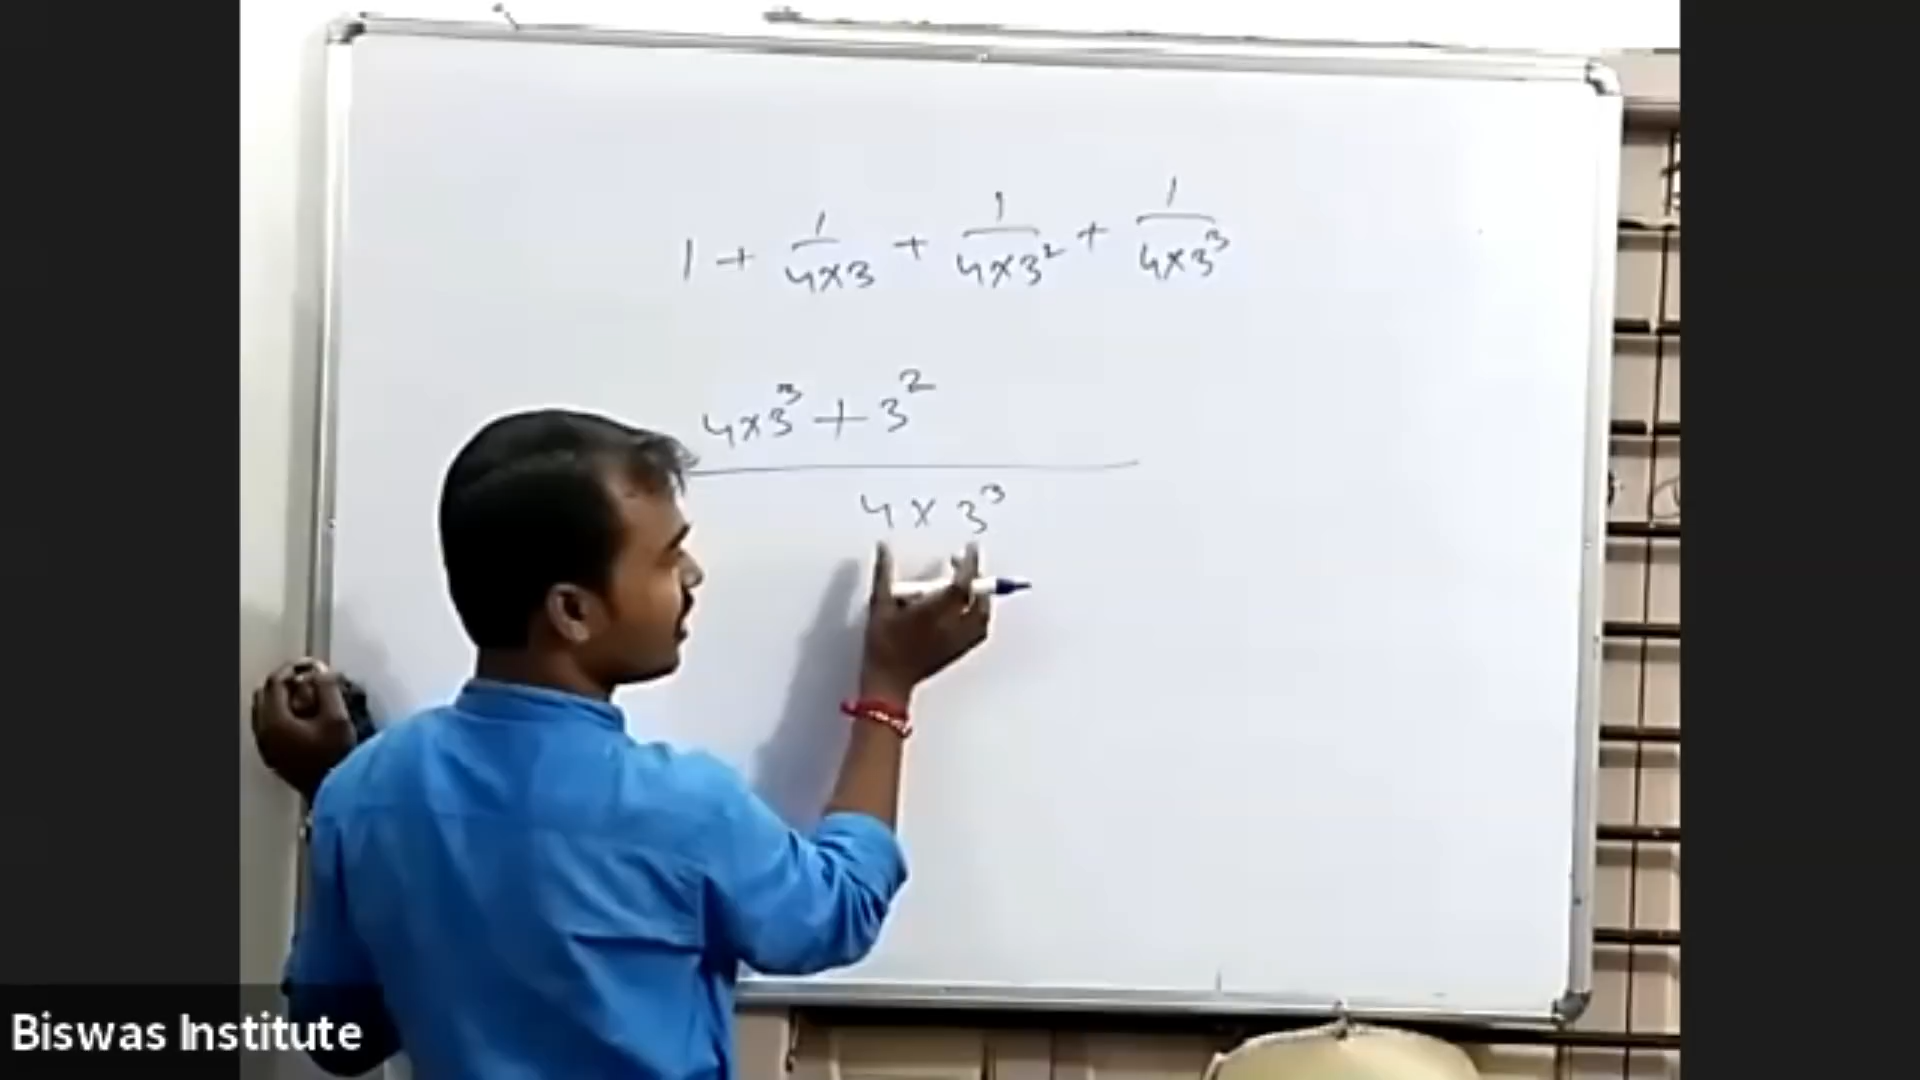 1 + 1/4×3 + 1/4×3² + 1/4×3³
4×3³ + 3²
4 × 3³
Biswas Institute